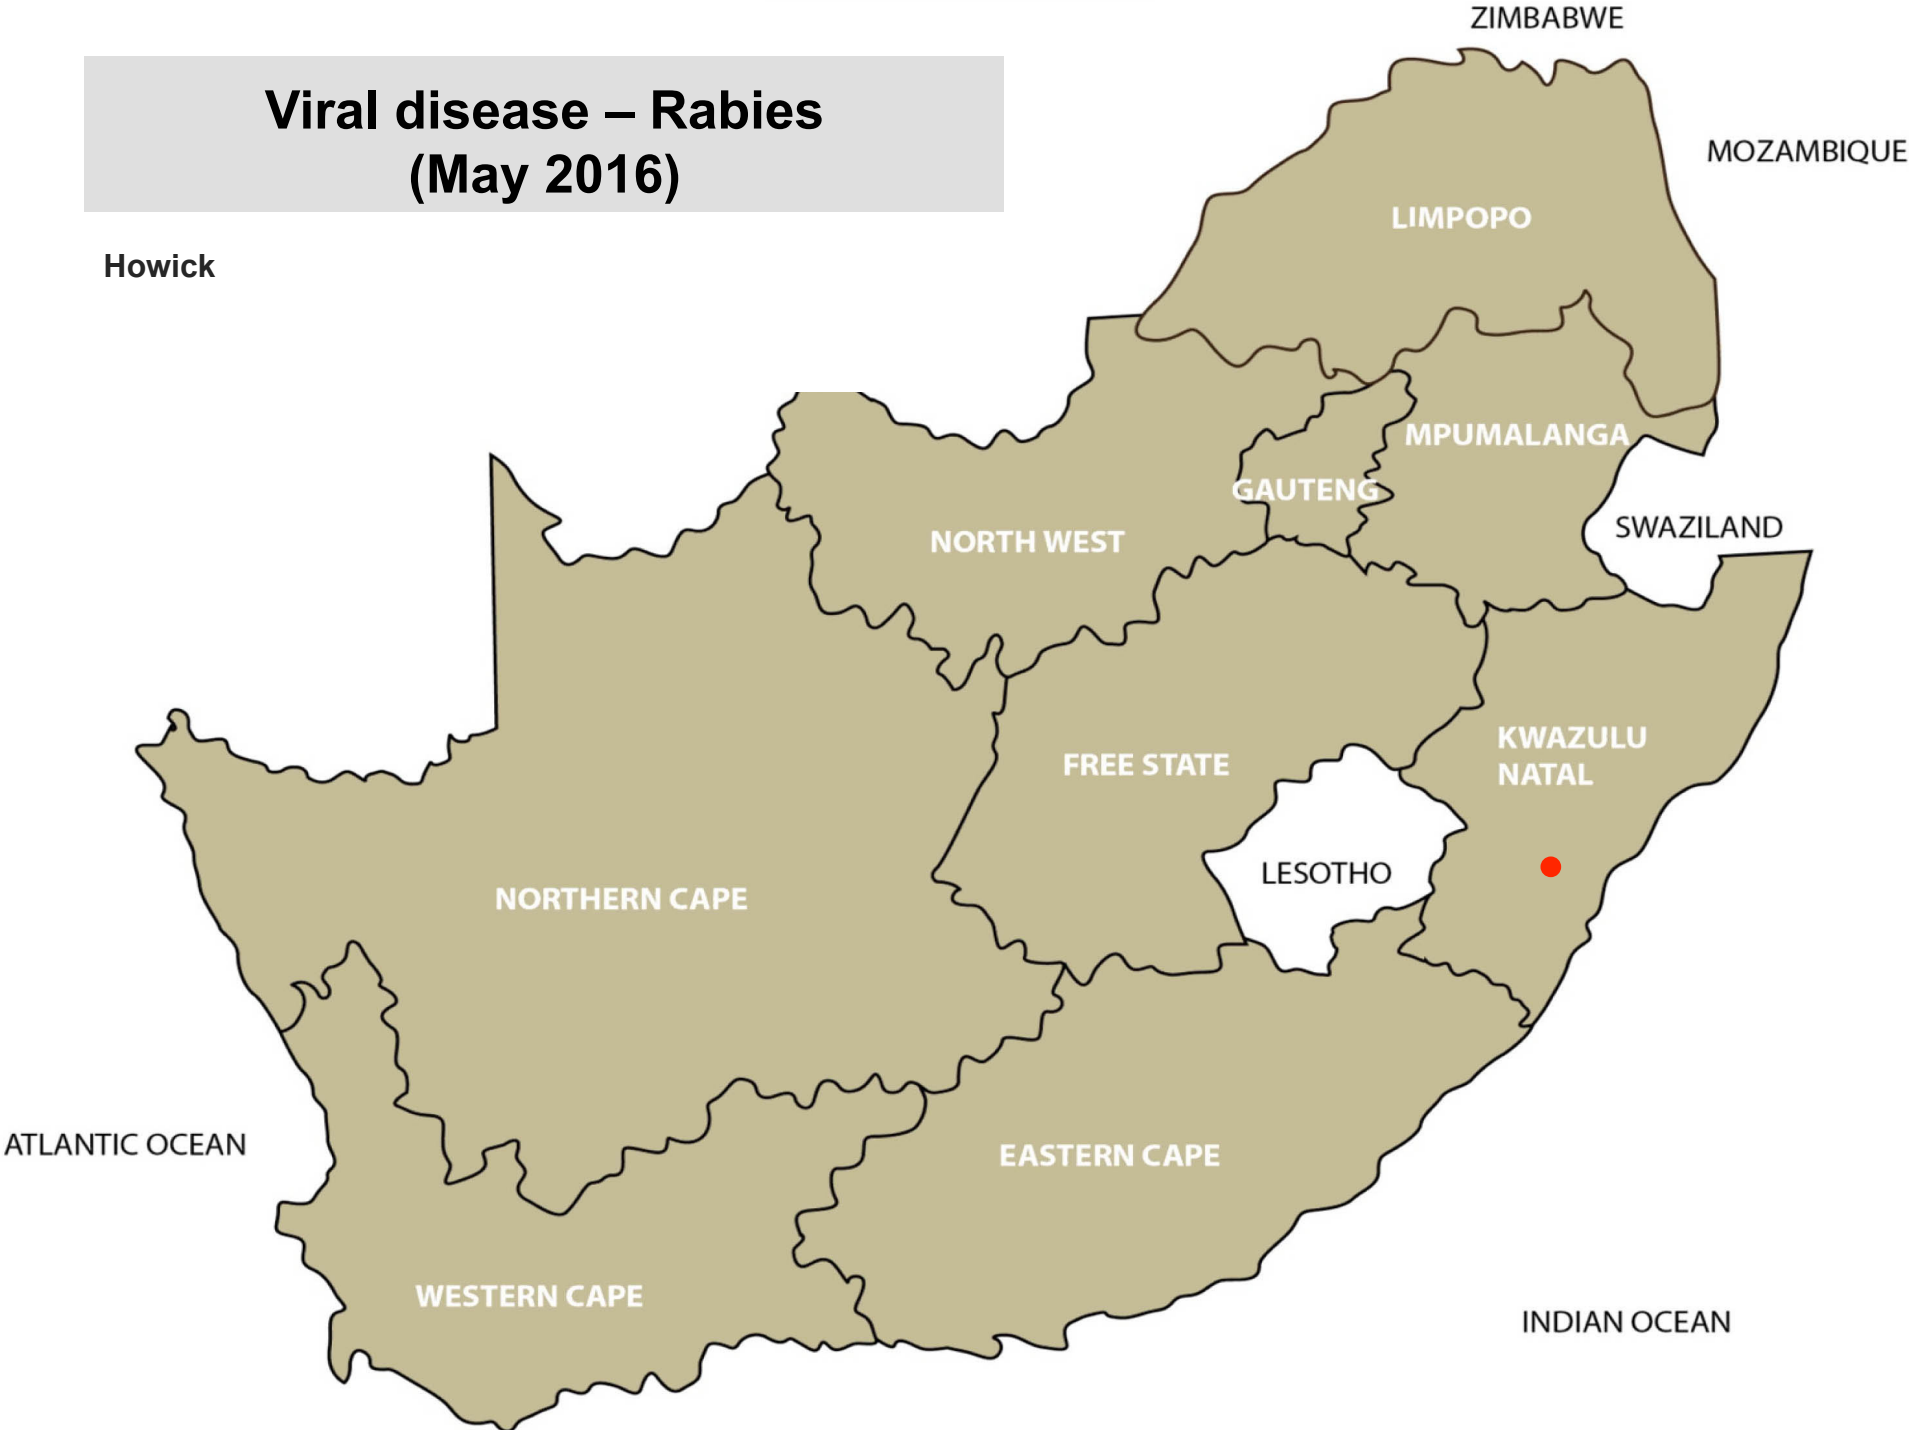 ZIMBABWE
Viral disease – Rabies
(May 2016)
MOZAMBIQUE
LIMPOPO
Howick
MPUMALANGA
GAUTENG
SWAZILAND
NORTH WEST
KWAZULU
NATAL
FREE STATE
LESOTHO
NORTHERN CAPE
ATLANTIC OCEAN
EASTERN CAPE
WESTERN CAPE
INDIAN OCEAN